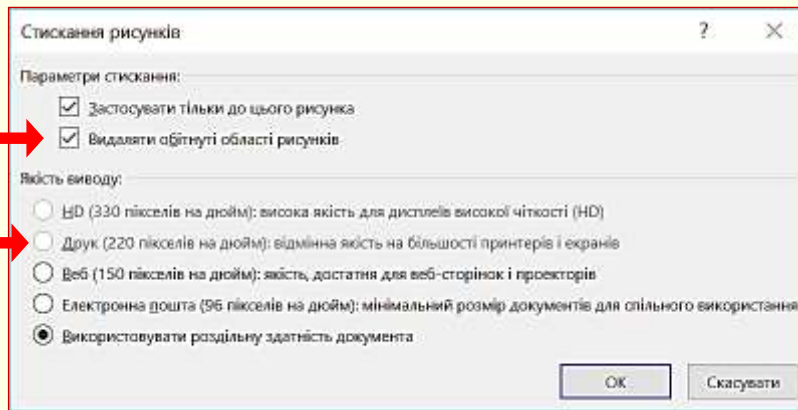 Стискання рисунків ?
Параметри стискання:
Застосувати тільки до цього рисунка
Видаляти обітнуті області рисунків
Якість виводу:
HD (330 пікселів на дюйм): висока якість для дисплеїв високої чіткості (HD)
Друк (220 пікселів на дюйм): відмінна якість на більшості принтерів і екранів
Веб (150 пікселів на дюйм): якість, достатня для веб-сторінок і проекторів
Електронна пошта (96 пікселів на дюйм): мінімальний розмір документів для спільного використання
Використовувати роздільну здатність документа
ОК Скасувати